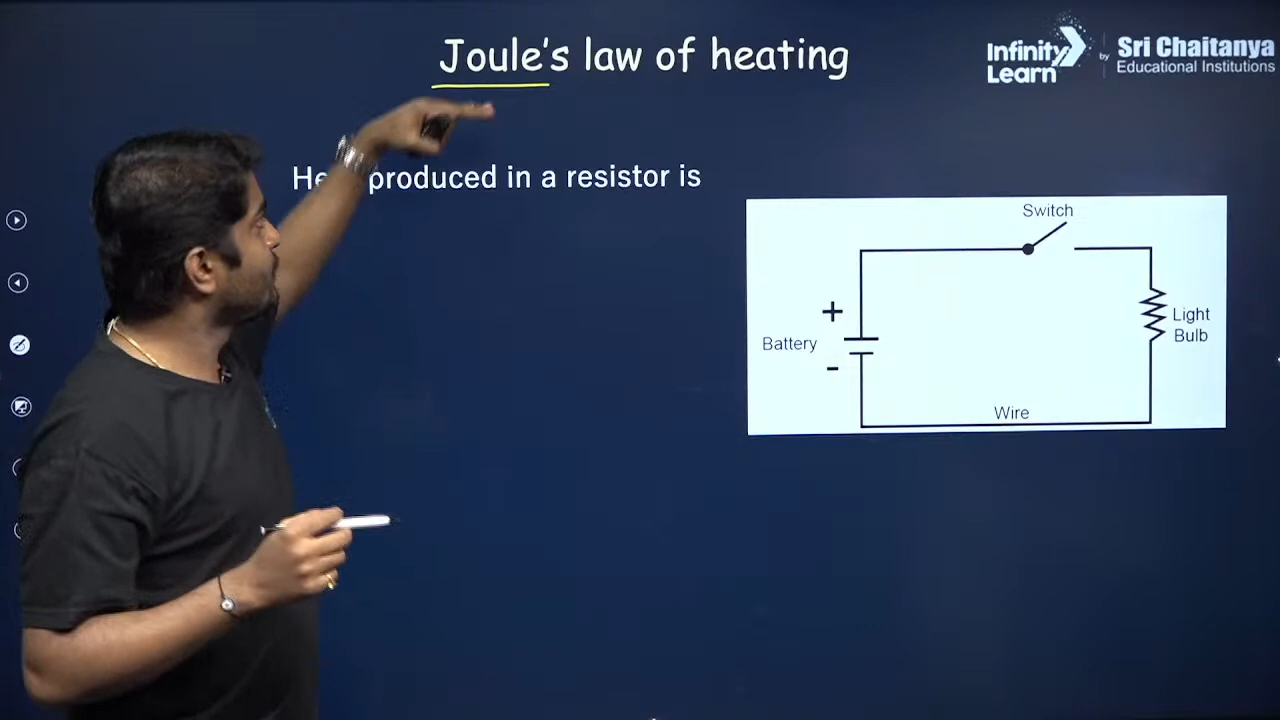 Joule's law of heating
Infinity Learn
by
Sri Chaitanya
Educational Institutions
produced in a resistor is
Switch
+
Battery
-
Light
Bulb
Wire